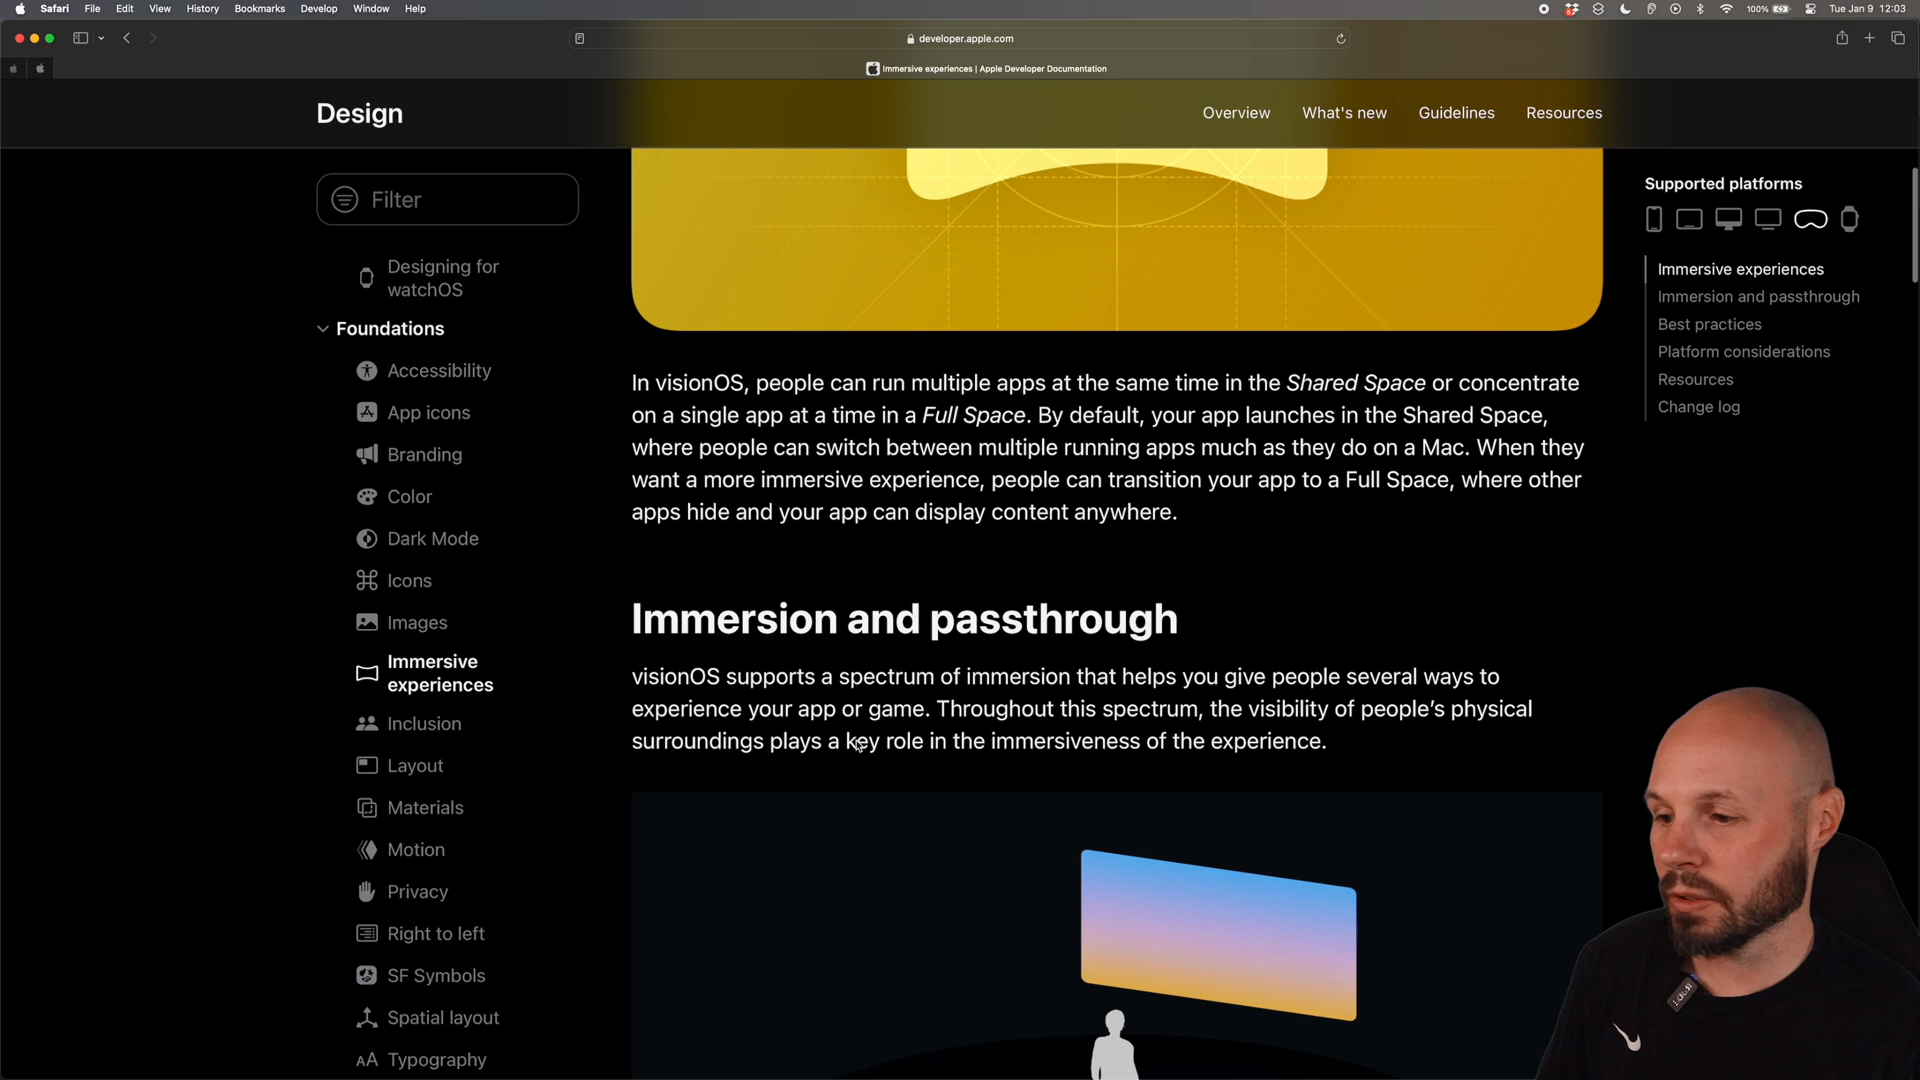 Safari File Edit View History Bookmarks Develop Window Help
100% Tue Jan 9 12:03
developer.apple.com
Immersive experiences | Apple Developer Documentation
Design
Overview What's new Guidelines Resources
Filter
Designing for
watchOS
Foundations
Accessibility
App icons
Branding
Color
Dark Mode
Icons
Images
Immersive
experiences
Inclusion
Layout
Materials
Motion
Privacy
Right to left
SF Symbols
Spatial layout
AA Typography
In visionOS, people can run multiple apps at the same time in the Shared Space or concentrate
on a single app at a time in a Full Space. By default, your app launches in the Shared Space,
where people can switch between multiple running apps much as they do on a Mac. When they
want a more immersive experience, people can transition your app to a Full Space, where other
apps hide and your app can display content anywhere.
Immersion and passthrough
visionOS supports a spectrum of immersion that helps you give people several ways to
experience your app or game. Throughout this spectrum, the visibility of people's physical
surroundings plays a key role in the immersiveness of the experience.
Supported platforms
Immersive experiences
Immersion and passthrough
Best practices
Platform considerations
Resources
Change log